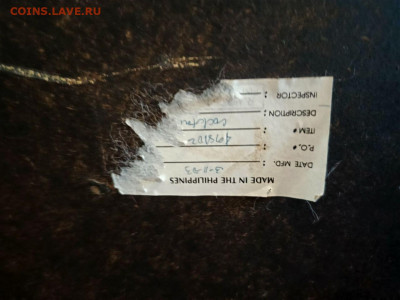 COINS.LAVE.RU
MADE IN THE PHILIPPINES
DATE MFD. :
P.O. # :
ITEM # :
DESCRIPTION :
INSPECTOR :